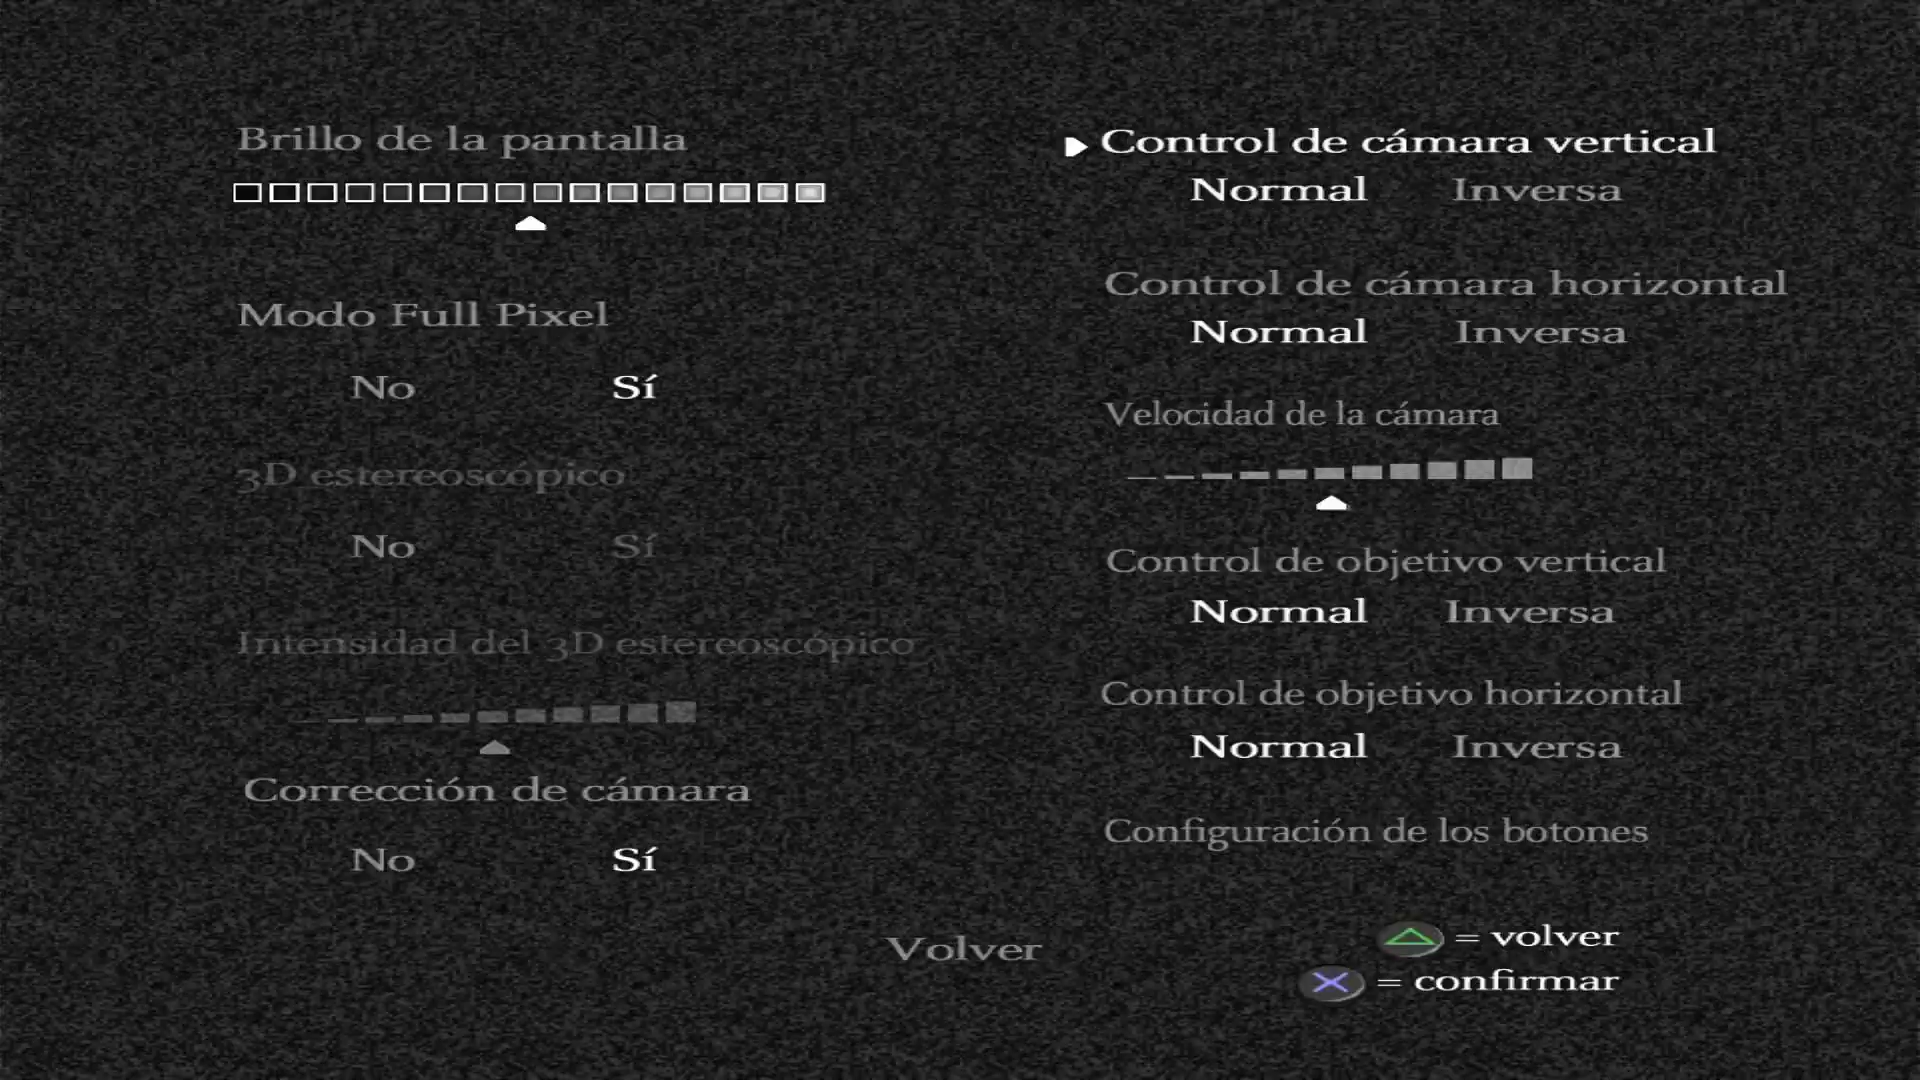 Brillo de la pantalla
Modo Full Pixel
No Sí
3D estereoscópico
No Sí
Intensidad del 3D estereoscópico
Corrección de cámara
No Sí
Control de cámara vertical
Normal Inversa
Control de cámara horizontal
Normal Inversa
Velocidad de la cámara
Control de objetivo vertical
Normal Inversa
Control de objetivo horizontal
Normal Inversa
Configuración de los botones
Volver
= volver
= confirmar